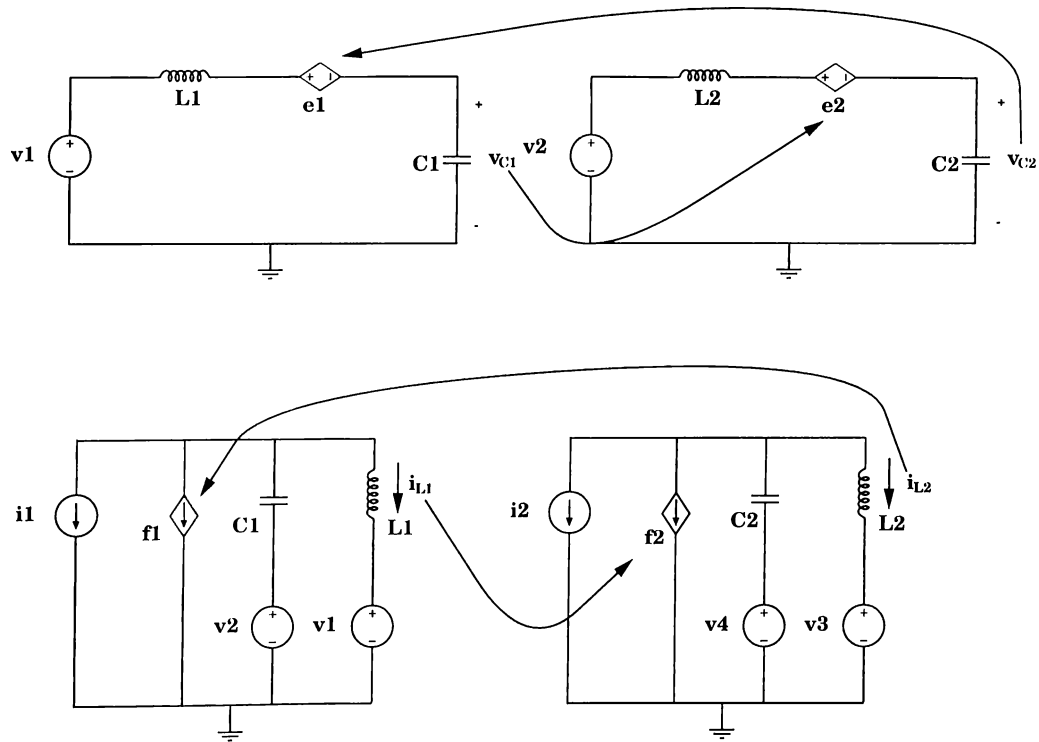 + - + -
L1 L2
e1 e2
+ +
v1 + - C1 vC1 v2 + - C2 vC2
- -
iL1 iL2
i1 f1 C1 L1 i2 f2 C2 L2
v2 + - v1 + - v4 + - v3 + -